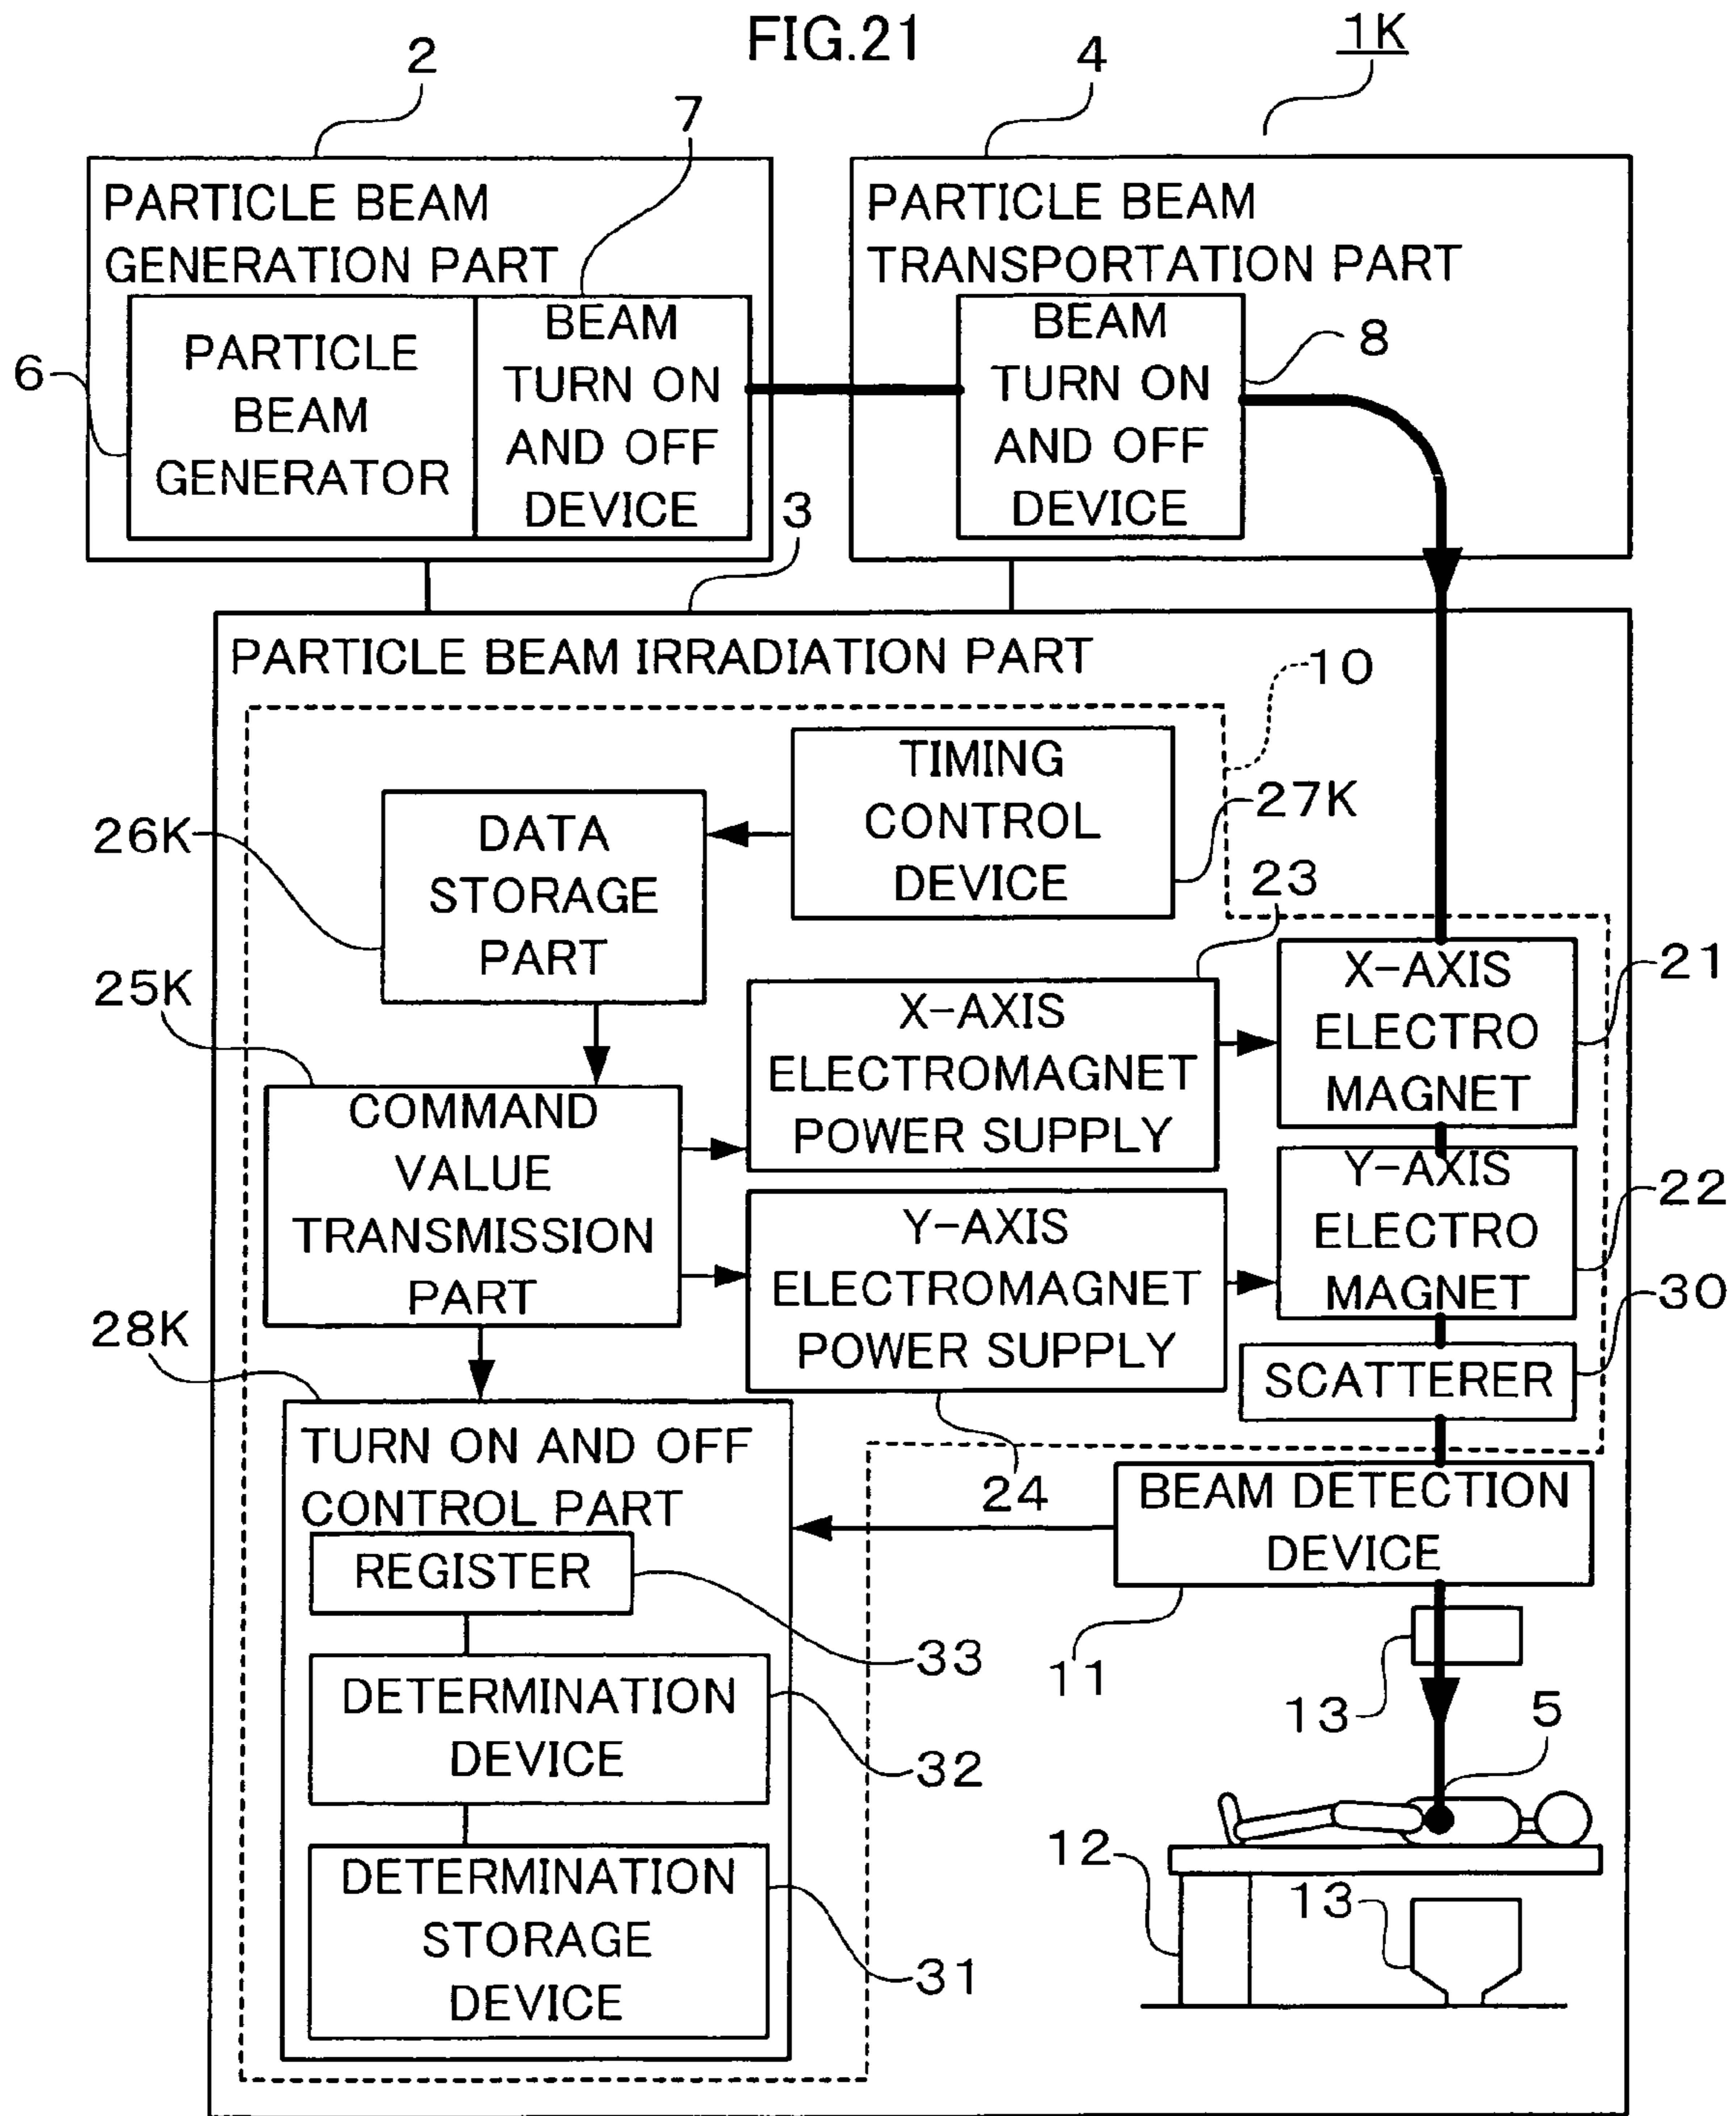 FIG.21
1K
2
4
7
PARTICLE BEAM
GENERATION PART
PARTICLE BEAM
TRANSPORTATION PART
6
PARTICLE
BEAM
GENERATOR
BEAM
TURN ON
AND OFF
DEVICE
BEAM
TURN ON
AND OFF
DEVICE
8
3
PARTICLE BEAM IRRADIATION PART
10
TIMING
CONTROL
DEVICE
27K
26K
DATA
STORAGE
PART
23
25K
X-AXIS
ELECTROMAGNET
POWER SUPPLY
X-AXIS
ELECTRO
MAGNET
21
COMMAND
VALUE
TRANSMISSION
PART
Y-AXIS
ELECTROMAGNET
POWER SUPPLY
Y-AXIS
ELECTRO
MAGNET
22
28K
30
SCATTERER
TURN ON AND OFF
CONTROL PART
24
BEAM DETECTION
DEVICE
REGISTER
33
11
13
DETERMINATION
DEVICE
32
5
12
DETERMINATION
STORAGE
DEVICE
31
13